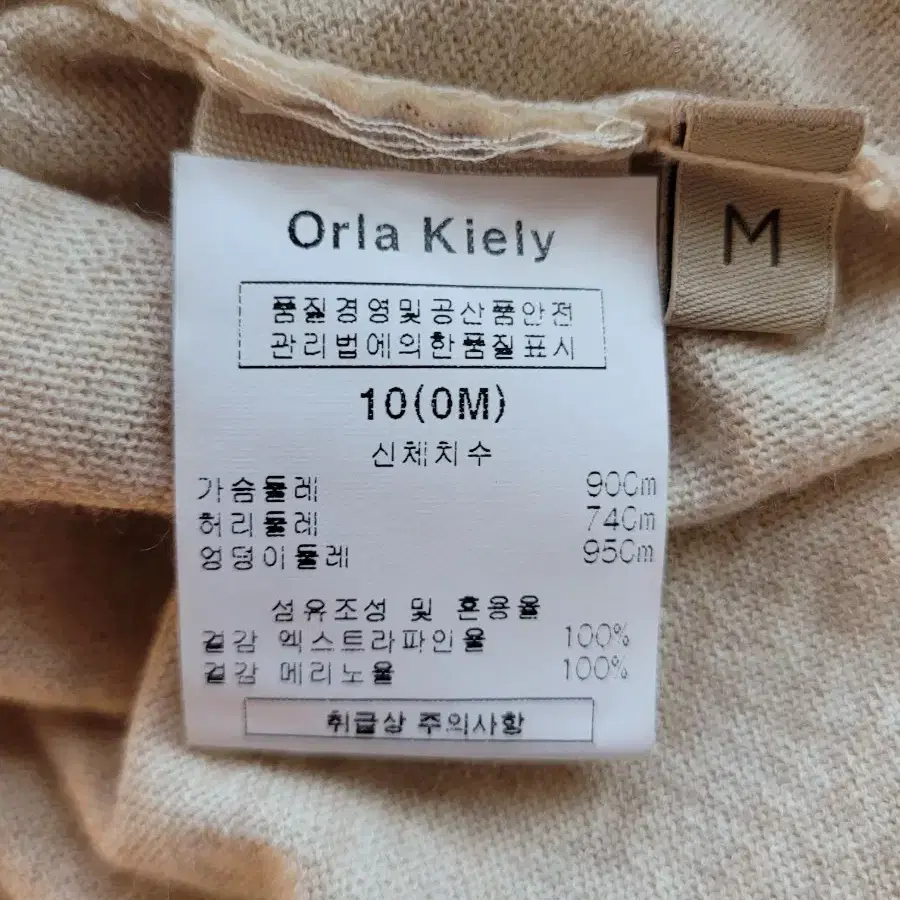 Orla Kiely
M
품질경영및공산품안전
관리법에의한품질표시
10(0M)
신체치수
가슴둘레 90Cm
허리둘레 74Cm
엉덩이둘레 95Cm
섬유조성 및 혼용율
겉감 엑스트라파인울 100%
겉감 메리노울 100%
취급상 주의사항